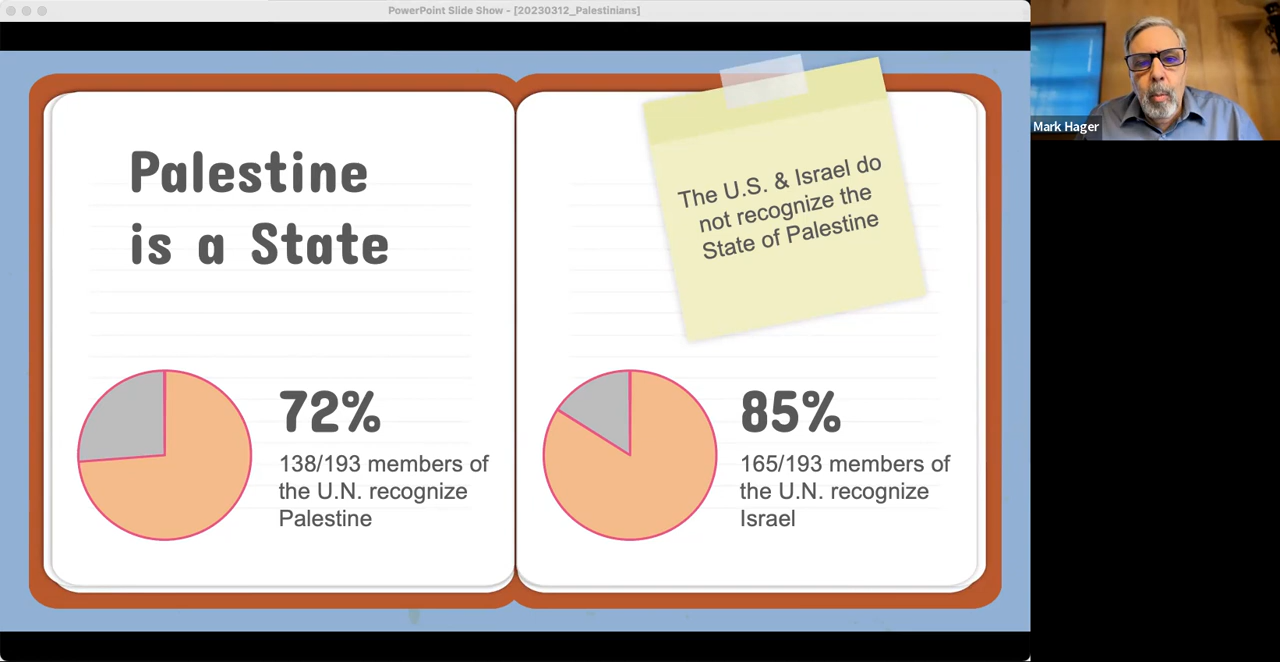 PowerPoint Slide Show - [20230312_Palestinians]
Mark Hager
Palestine
is a State
72%
138/193 members of
the U.N. recognize
Palestine
The U.S. & Israel do
not recognize the
State of Palestine
85%
165/193 members of
the U.N. recognize
Israel